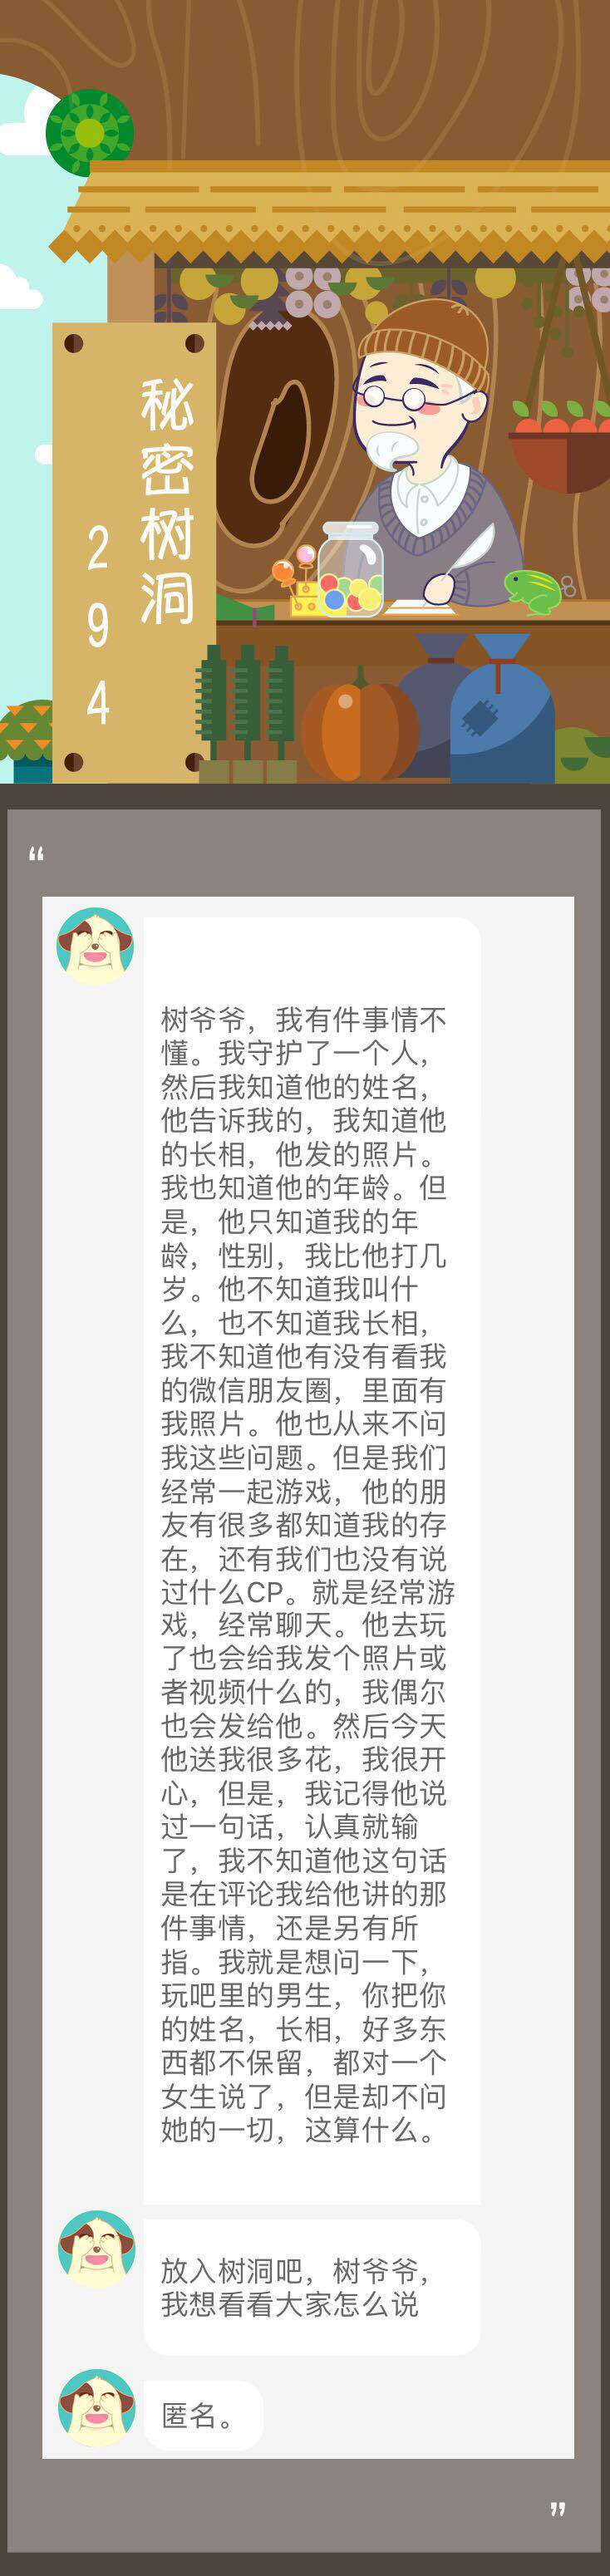 秘密树洞
294
“
树爷爷，我有件事情不
懂。我守护了一个人，
然后我知道他的姓名，
他告诉我的，我知道他
的长相，他发的照片。
我也知道他的年龄。但
是，他只知道我的年
龄，性别，我比他打几
岁。他不知道我叫什
么，也不知道我长相，
我不知道他有没有看我
的微信朋友圈，里面有
我照片。他也从来不问
我这些问题。但是我们
经常一起游戏，他的朋
友有很多都知道我的存
在，还有我们也没有说
过什么CP。就是经常游
戏，经常聊天。他去玩
了也会给我发个照片或
者视频什么的，我偶尔
也会发给他。然后今天
他送我很多花，我很开
心，但是，我记得他说
过一句话，认真就输
了，我不知道他这句话
是在评论我给他讲的那
件事情，还是另有所
指。我就是想问一下，
玩吧里的男生，你把你
的姓名，长相，好多东
西都不保留，都对一个
女生说了，但是却不问
她的一切，这算什么。
放入树洞吧，树爷爷，
我想看看大家怎么说
匿名。
”